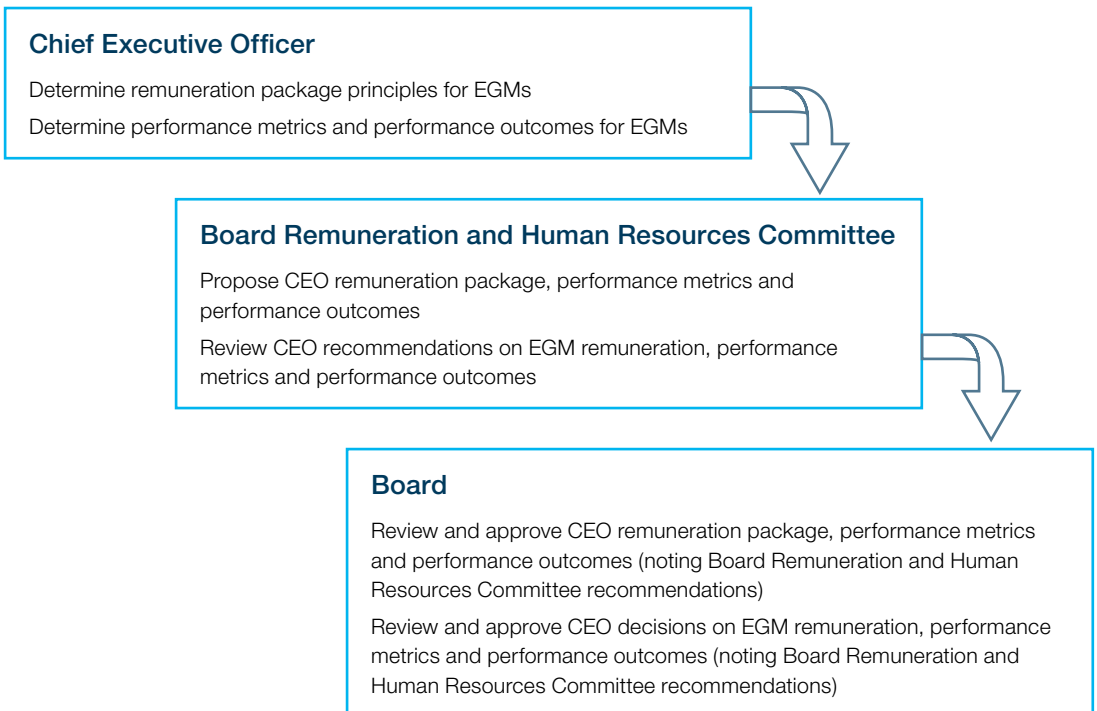 Chief Executive Officer
Determine remuneration package principles for EGMs
Determine performance metrics and performance outcomes for EGMs
Board Remuneration and Human Resources Committee
Propose CEO remuneration package, performance metrics and
performance outcomes
Review CEO recommendations on EGM remuneration, performance
metrics and performance outcomes
Board
Review and approve CEO remuneration package, performance metrics
and performance outcomes (noting Board Remuneration and Human
Resources Committee recommendations)
Review and approve CEO decisions on EGM remuneration, performance
metrics and performance outcomes (noting Board Remuneration and
Human Resources Committee recommendations)